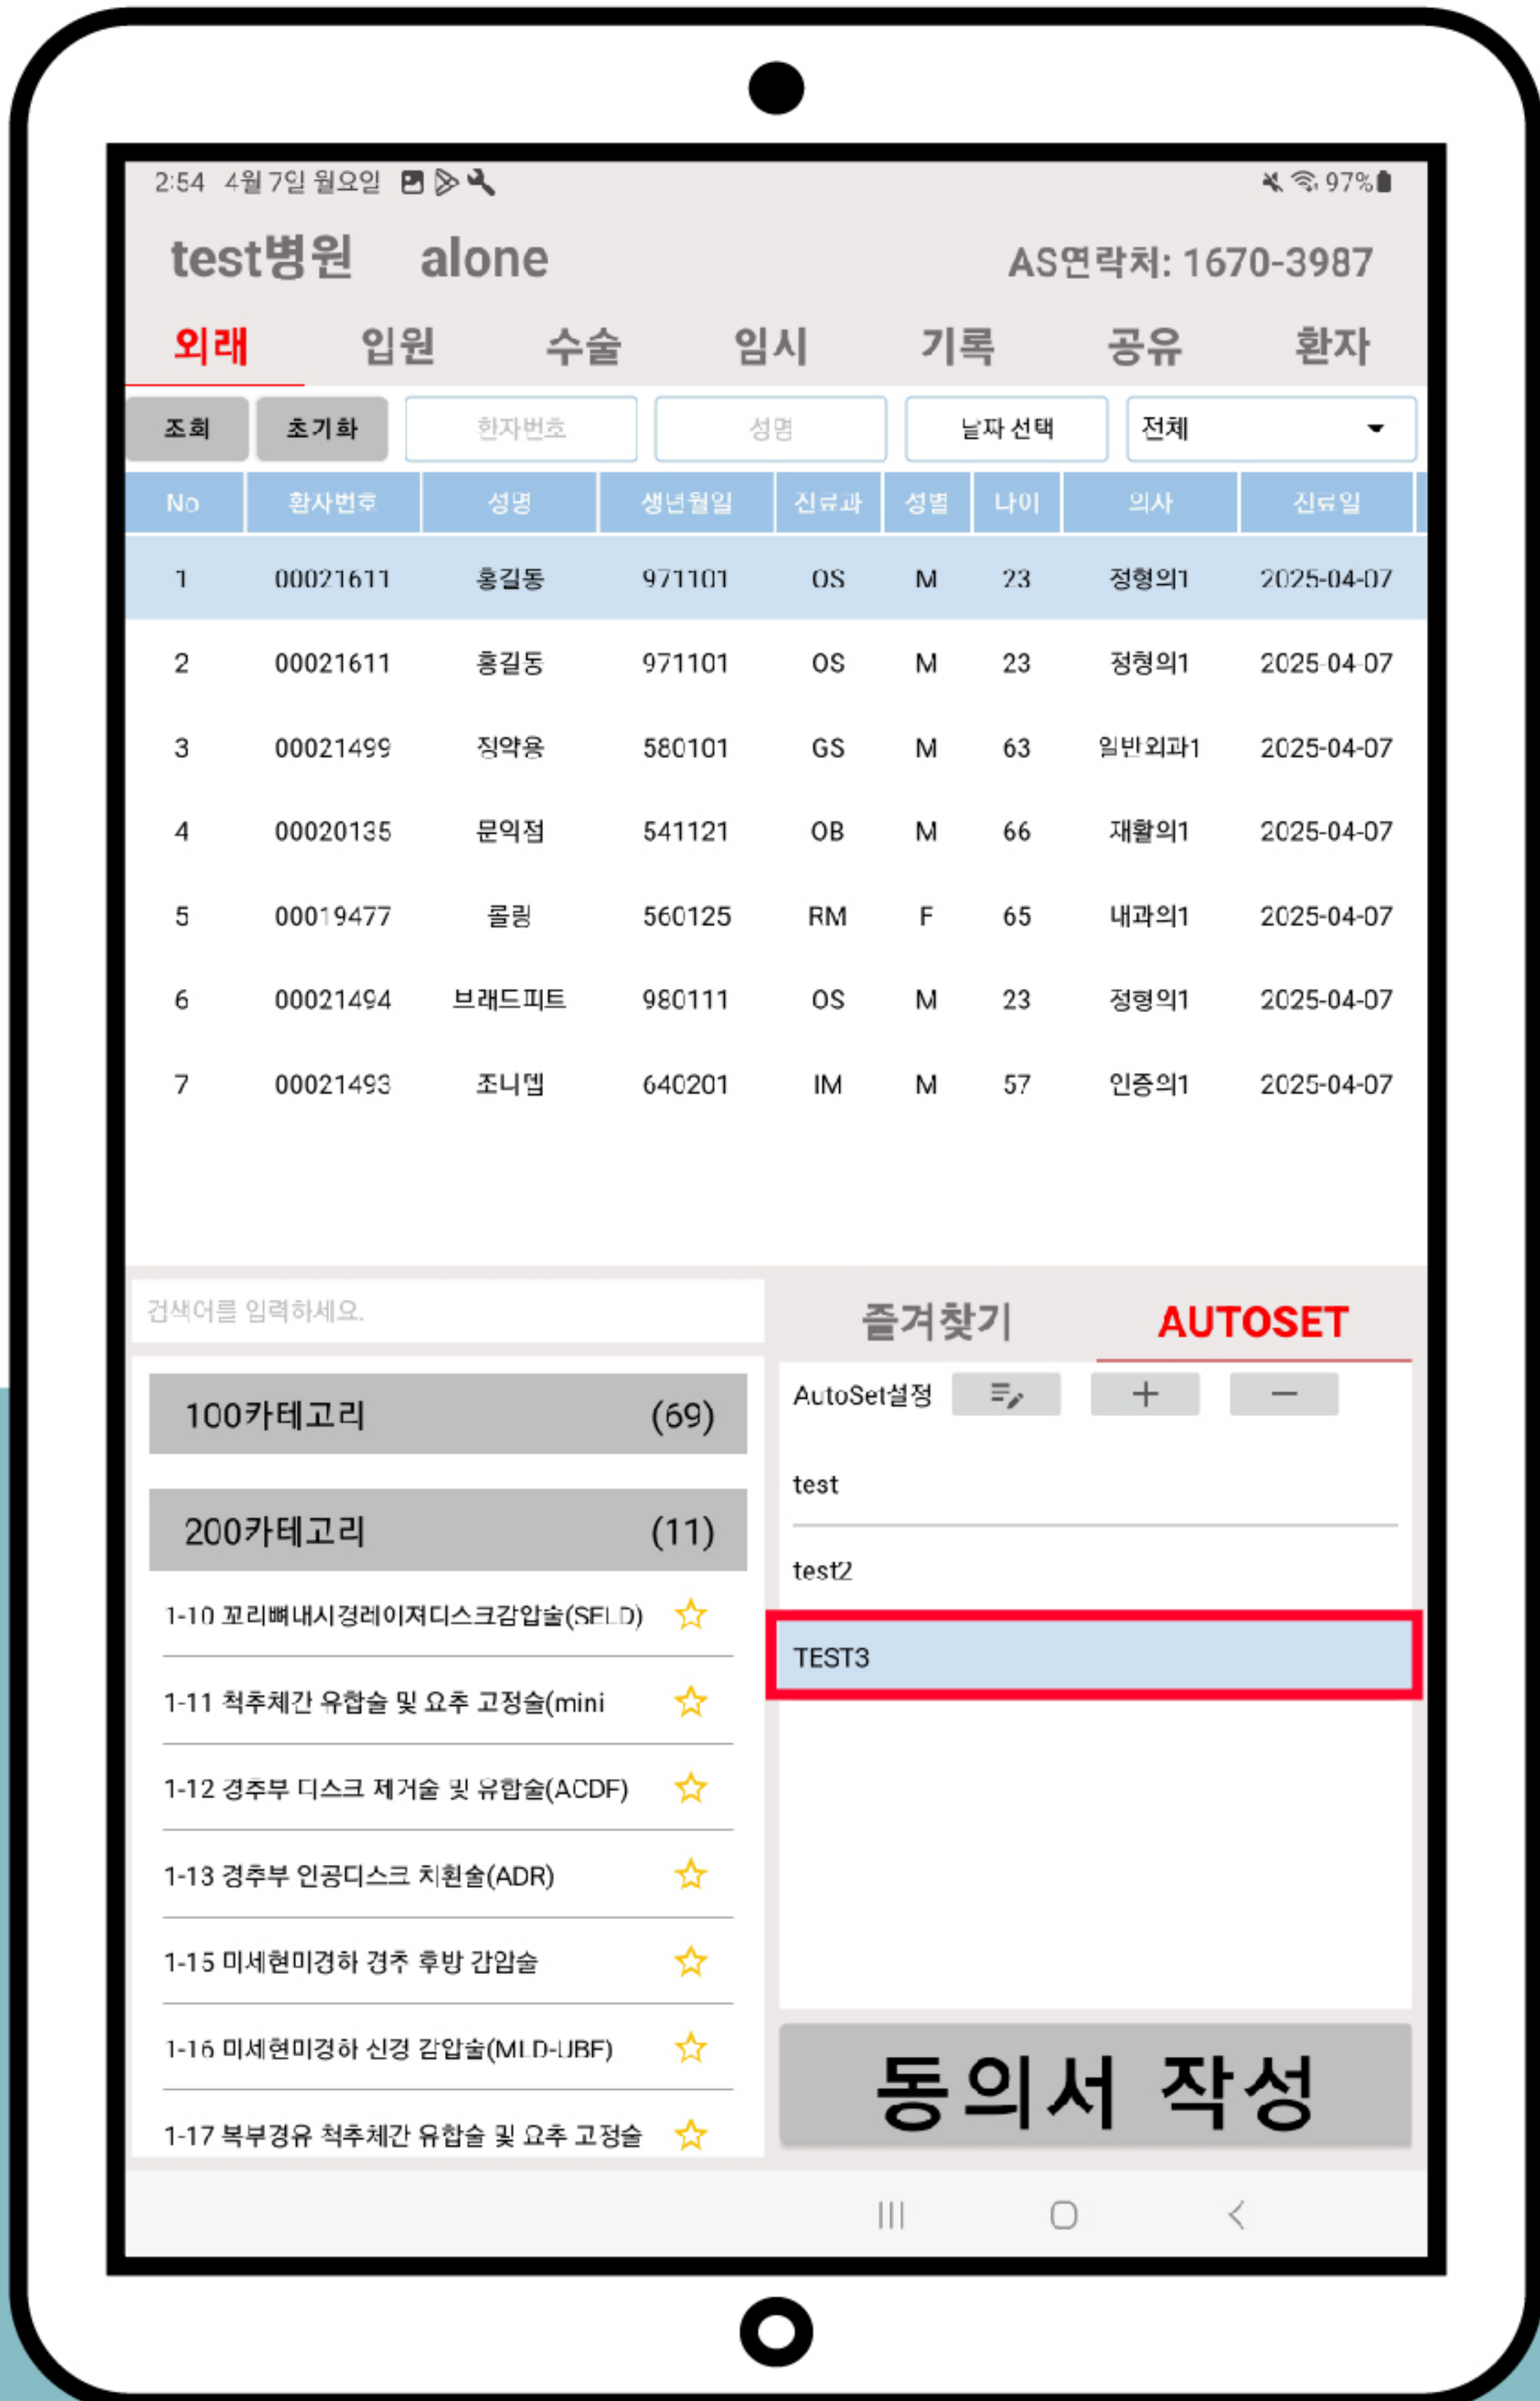 2:54 4월 7일 월요일 97%
test병원 alone AS연락처: 1670-3987
외래 입원 수술 임시 기록 공유 환자
조회 초기화 환자번호 성명 날짜 선택 전체
No 환자번호 성명 생년월일 진료과 성별 나이 의사 진료일
1 00021611 홍길동 971101 OS M 23 정형의1 2025-04-07
2 00021611 홍길동 971101 OS M 23 정형의1 2025-04-07
3 00021499 정약용 580101 GS M 63 일반외과1 2025-04-07
4 00020135 문익점 541121 OB M 66 재활의1 2025-04-07
5 00019477 롤링 560125 RM F 65 내과의1 2025-04-07
6 00021494 브래드피트 980111 OS M 23 정형의1 2025-04-07
7 00021493 조니뎁 640201 IM M 57 인증의1 2025-04-07
검색어를 입력하세요.
즐겨찾기 AUTOSET
100카테고리 (69)
200카테고리 (11)
1-10 꼬리뼈내시경레이져디스크감압술(SELD)
1-11 척추체간 유합술 및 요추 고정술(mini
1-12 경추부 디스크 제거술 및 유합술(ACDF)
1-13 경추부 인공디스크 치환술(ADR)
1-15 미세현미경하 경추 후방 감압술
1-16 미세현미경하 신경 감압술(MLD-UBE)
1-17 복부경유 척추체간 유합술 및 요추 고정술
AutoSet설정 + −
test
test2
TEST3
동의서 작성